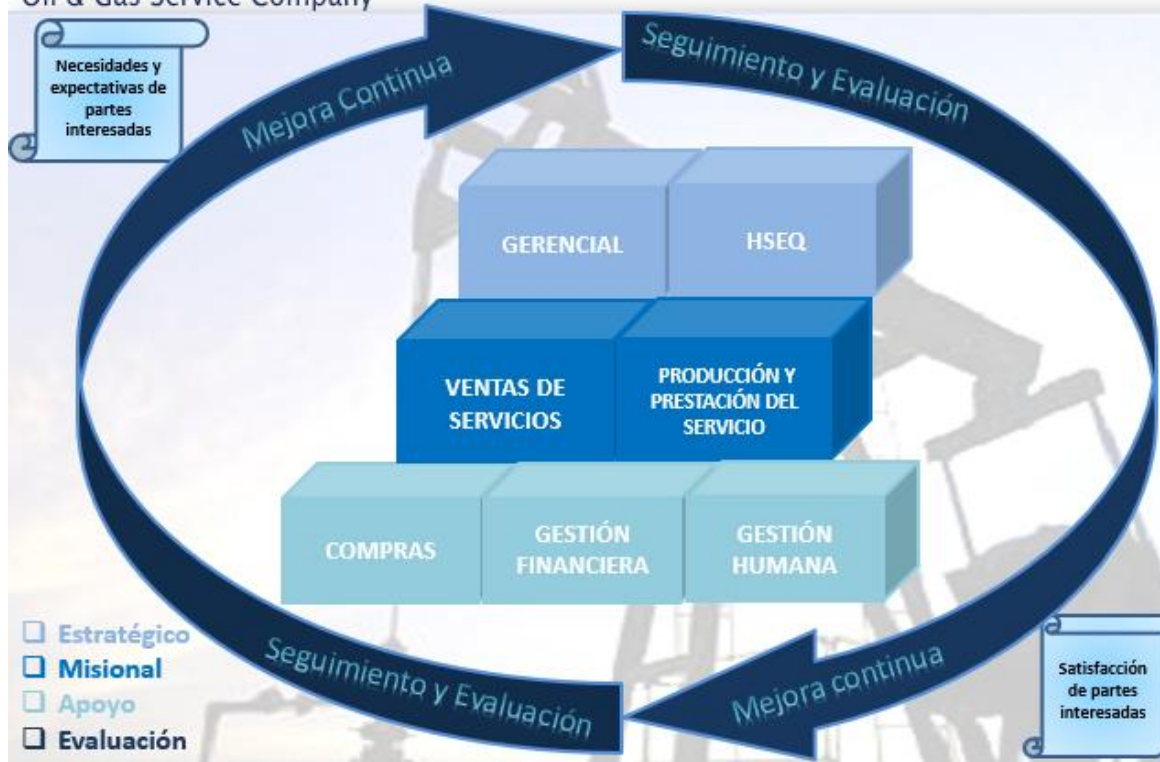 Oil & Gas Service Company
Necesidades y
expectativas de
partes
interesadas
Mejora Continua
Seguimiento y Evaluación
GERENCIAL
HSEQ
VENTAS DE
SERVICIOS
PRODUCCIÓN Y
PRESTACIÓN DEL
SERVICIO
COMPRAS
GESTIÓN
FINANCIERA
GESTIÓN
HUMANA
Estratégico
Misional
Apoyo
Evaluación
Seguimiento y Evaluación
Mejora continua
Satisfacción
de partes
interesadas